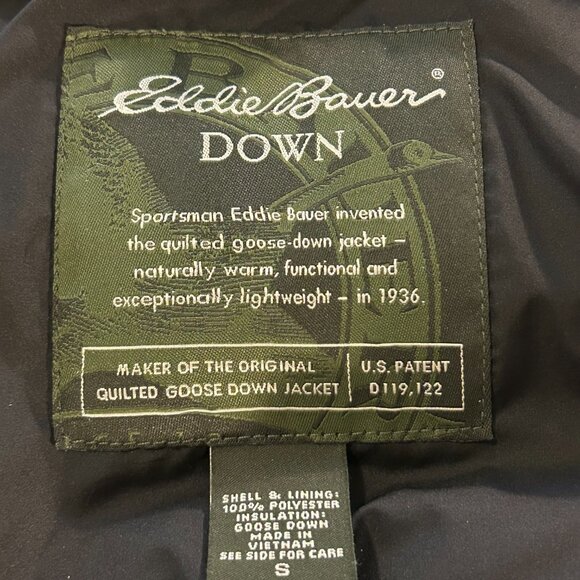 Eddie Bauer®
DOWN
Sportsman Eddie Bauer invented
the quilted goose-down jacket –
naturally warm, functional and
exceptionally lightweight – in 1936.
MAKER OF THE ORIGINAL
QUILTED GOOSE DOWN JACKET
U.S. PATENT
D119,122
SHELL & LINING:
100% POLYESTER
INSULATION:
GOOSE DOWN
MADE IN
VIETNAM
SEE SIDE FOR CARE
S